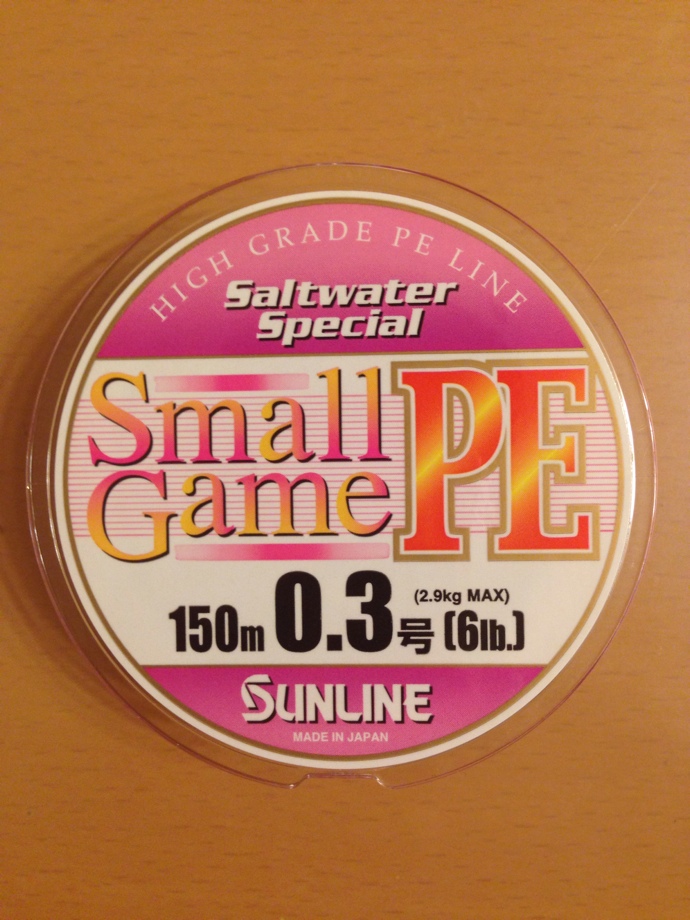 HIGH GRADE PE LINE
Saltwater
Special
Small
Game
PE
(2.9kg MAX)
150m 0.3号 (6lb.)
SUNLINE
MADE IN JAPAN